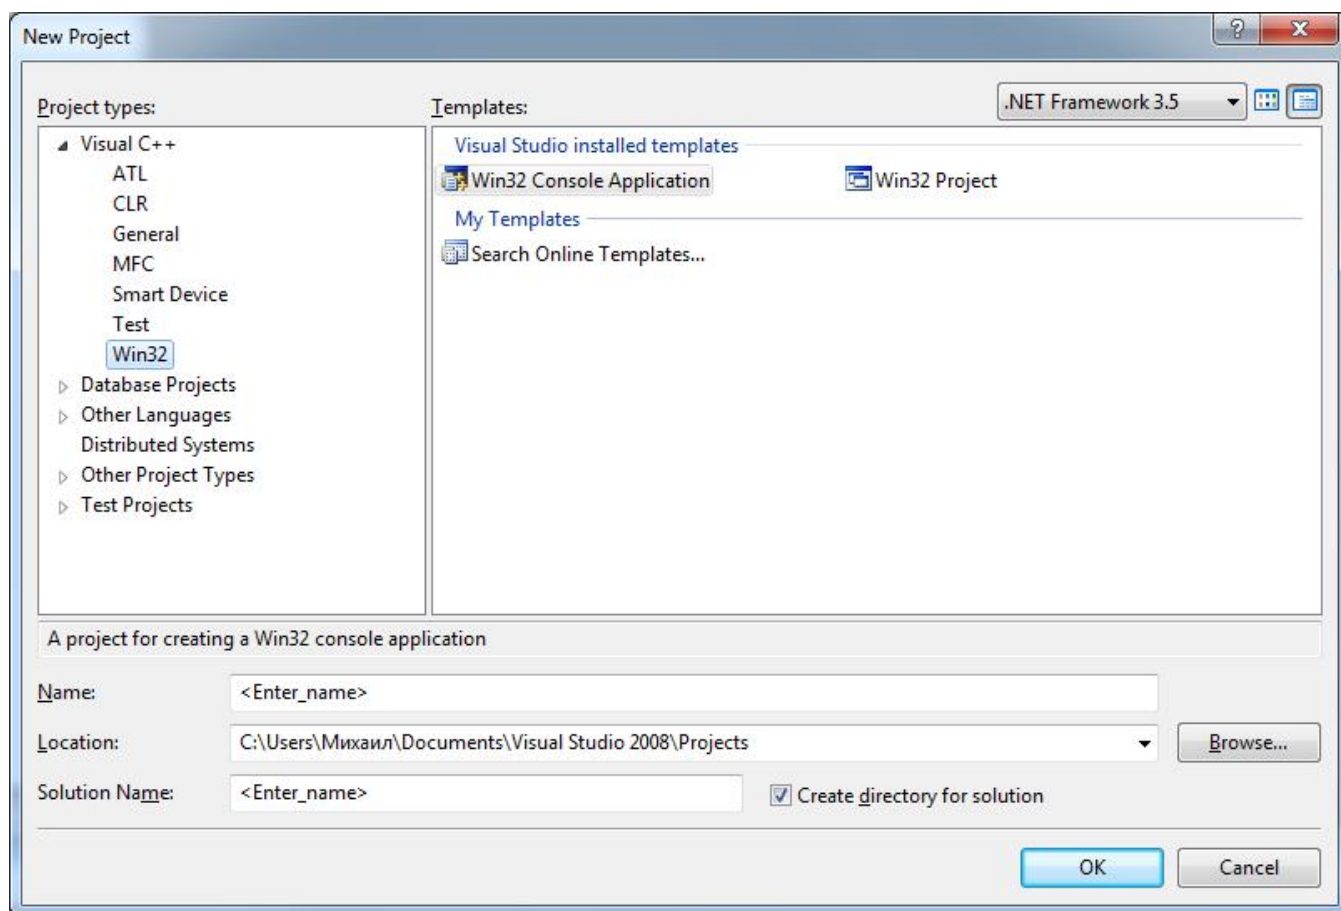 New Project
Project types:
Templates:
.NET Framework 3.5
Visual C++
ATL
CLR
General
MFC
Smart Device
Test
Win32
Database Projects
Other Languages
Distributed Systems
Other Project Types
Test Projects
Visual Studio installed templates
Win32 Console Application
Win32 Project
My Templates
Search Online Templates...
A project for creating a Win32 console application
Name:
<Enter_name>
Location:
C:\Users\Михаил\Documents\Visual Studio 2008\Projects
Browse...
Solution Name:
<Enter_name>
Create directory for solution
OK
Cancel